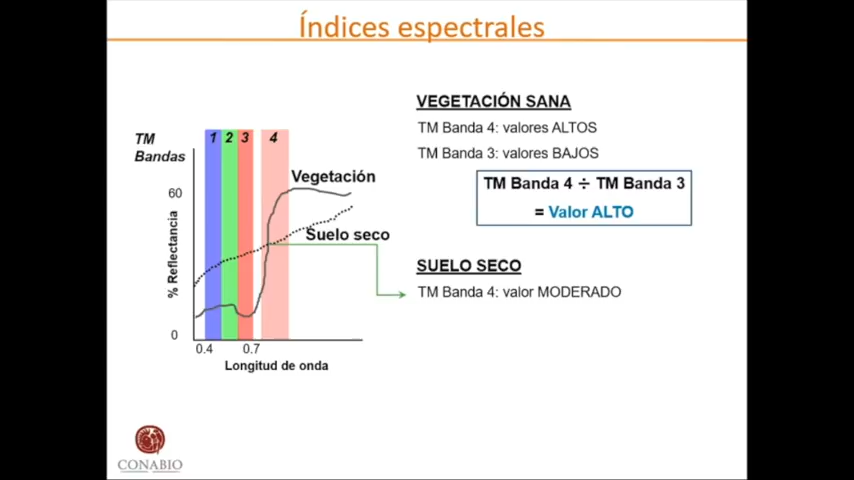 Índices espectrales
VEGETACIÓN SANA
TM Banda 4: valores ALTOS
TM Banda 3: valores BAJOS
TM Banda 4 ÷ TM Banda 3
= Valor ALTO
SUELO SECO
TM Banda 4: valor MODERADO
TM
Bandas
1 2 3 4
Vegetación
Suelo seco
60
% Reflectancia
0
0.4 0.7
Longitud de onda
CONABIO